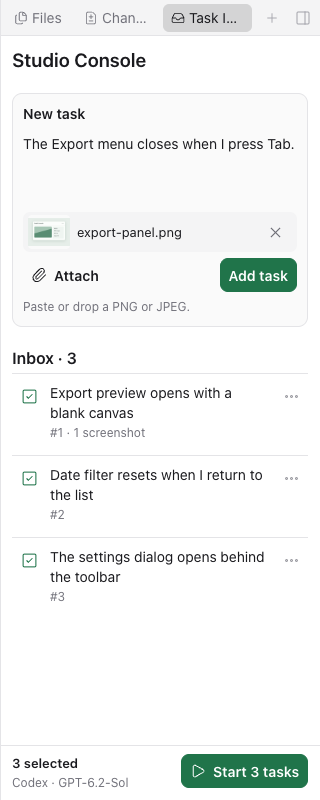 Files
Chan...
Task I...
Studio Console
New task
The Export menu closes when I press Tab.
export-panel.png
Attach
Add task
Paste or drop a PNG or JPEG.
Inbox · 3
Export preview opens with a
blank canvas
#1 · 1 screenshot
Date filter resets when I return to
the list
#2
The settings dialog opens behind
the toolbar
#3
3 selected
Codex · GPT-6.2-Sol
Start 3 tasks